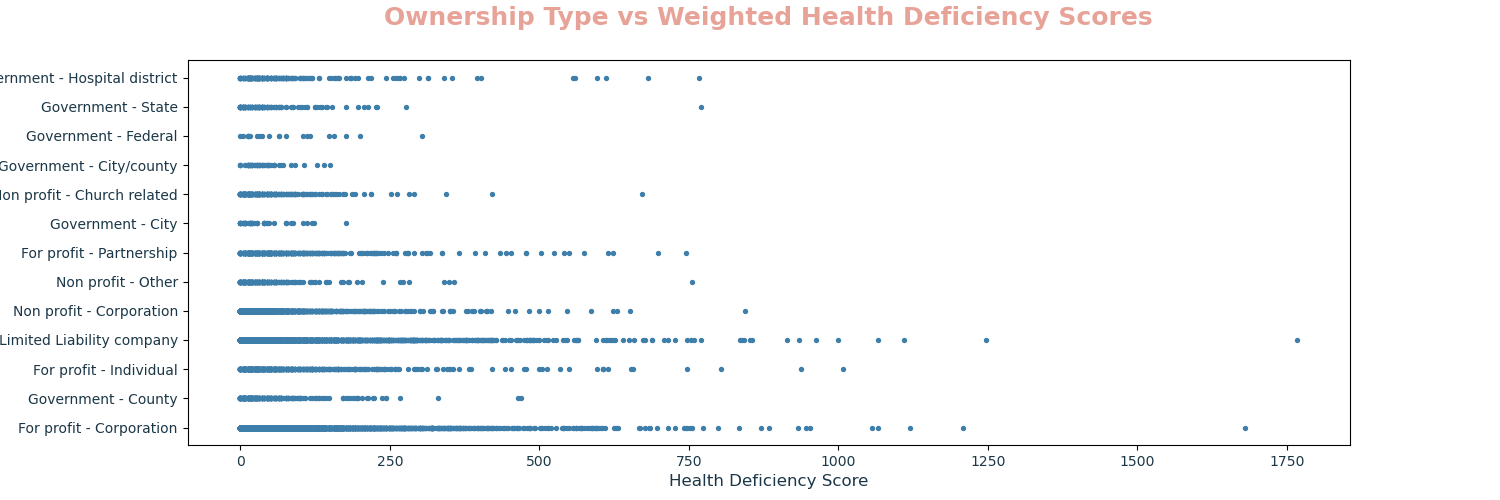 Ownership Type vs Weighted Health Deficiency Scores
ernment - Hospital district
Government - State
Government - Federal
Government - City/county
on profit - Church related
Government - City
For profit - Partnership
Non profit - Other
Non profit - Corporation
Limited Liability company
For profit - Individual
Government - County
For profit - Corporation
0 250 500 750 1000 1250 1500 1750
Health Deficiency Score